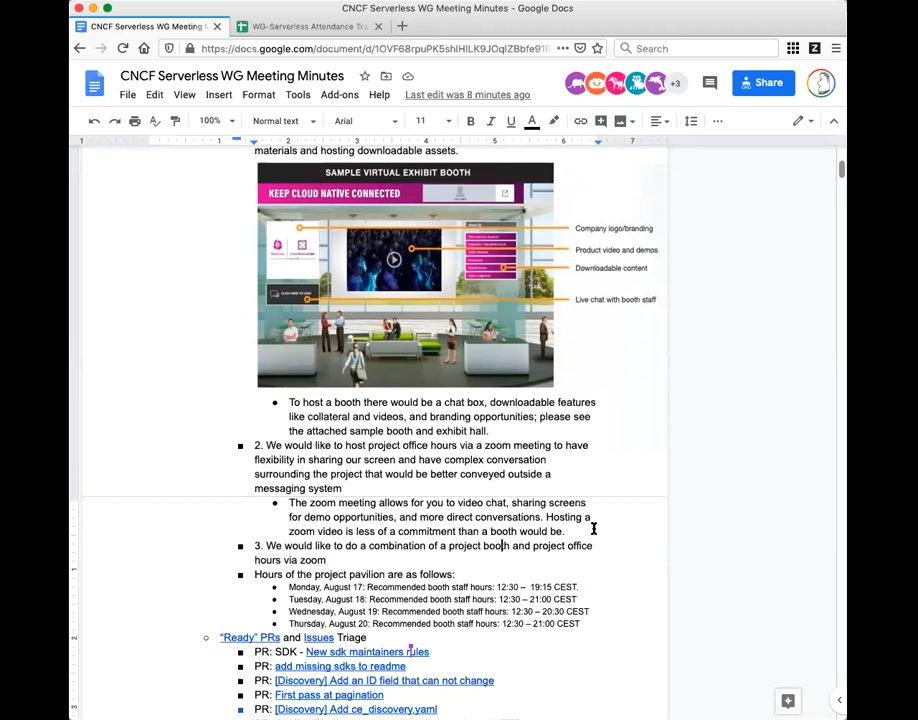 CNCF Serverless WG Meeting Minutes - Google Docs
CNCF Serverless WG Meeting
WG-Serverless Attendance Tra
https://docs.google.com/document/d/1OVF68rpuPK5shIHlLK9JOqIZBbfe91
Search
CNCF Serverless WG Meeting Minutes
File Edit View Insert Format Tools Add-ons Help Last edit was 8 minutes ago
+3
Share
100% Normal text Arial 11
materials and hosting downloadable assets.
SAMPLE VIRTUAL EXHIBIT BOOTH
KEEP CLOUD NATIVE CONNECTED
Company logo/branding
Product video and demos
Downloadable content
Live chat with booth staff
To host a booth there would be a chat box, downloadable features
like collateral and videos, and branding opportunities; please see
the attached sample booth and exhibit hall.
2. We would like to host project office hours via a zoom meeting to have
flexibility in sharing our screen and have complex conversation
surrounding the project that would be better conveyed outside a
messaging system
The zoom meeting allows for you to video chat, sharing screens
for demo opportunities, and more direct conversations. Hosting a
zoom video is less of a commitment than a booth would be.
3. We would like to do a combination of a project booth and project office
hours via zoom
Hours of the project pavilion are as follows:
Monday, August 17: Recommended booth staff hours: 12:30 – 19:15 CEST.
Tuesday, August 18: Recommended booth staff hours: 12:30 – 21:00 CEST
Wednesday, August 19: Recommended booth staff hours: 12:30 – 20:30 CEST
Thursday, August 20: Recommended booth staff hours: 12:30 – 21:00 CEST
"Ready" PRs and Issues Triage
PR: SDK - New sdk maintainers rules
PR: add missing sdks to readme
PR: [Discovery] Add an ID field that can not change
PR: First pass at pagination
PR: [Discovery] Add ce_discovery.yaml